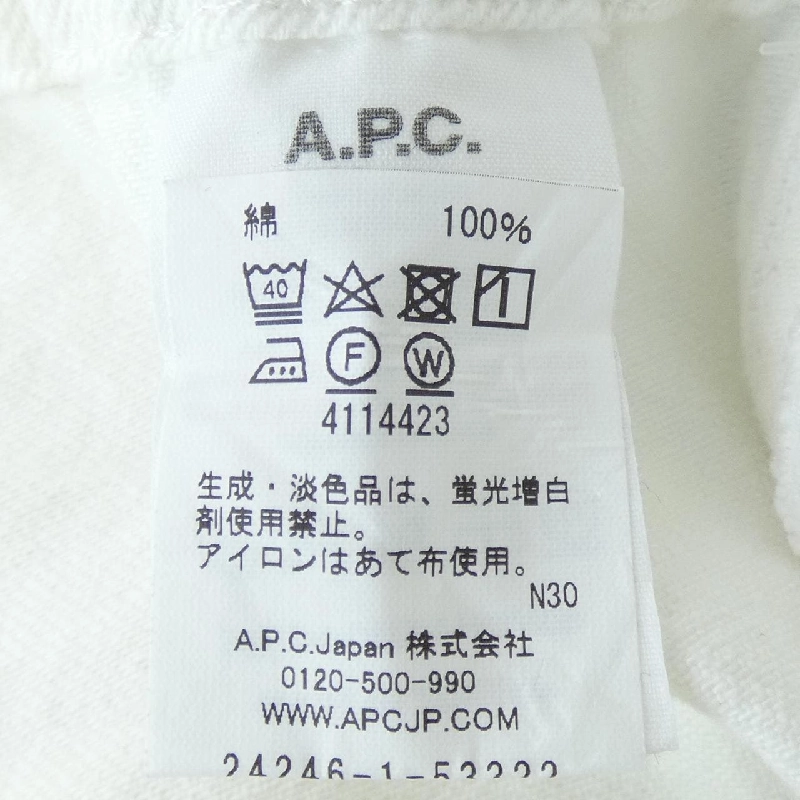 A.P.C.
綿 100%
40
F W
4114423
生成・淡色品は、蛍光増白
剤使用禁止。
アイロンはあて布使用。
N30
A.P.C.Japan 株式会社
0120-500-990
WWW.APCJP.COM